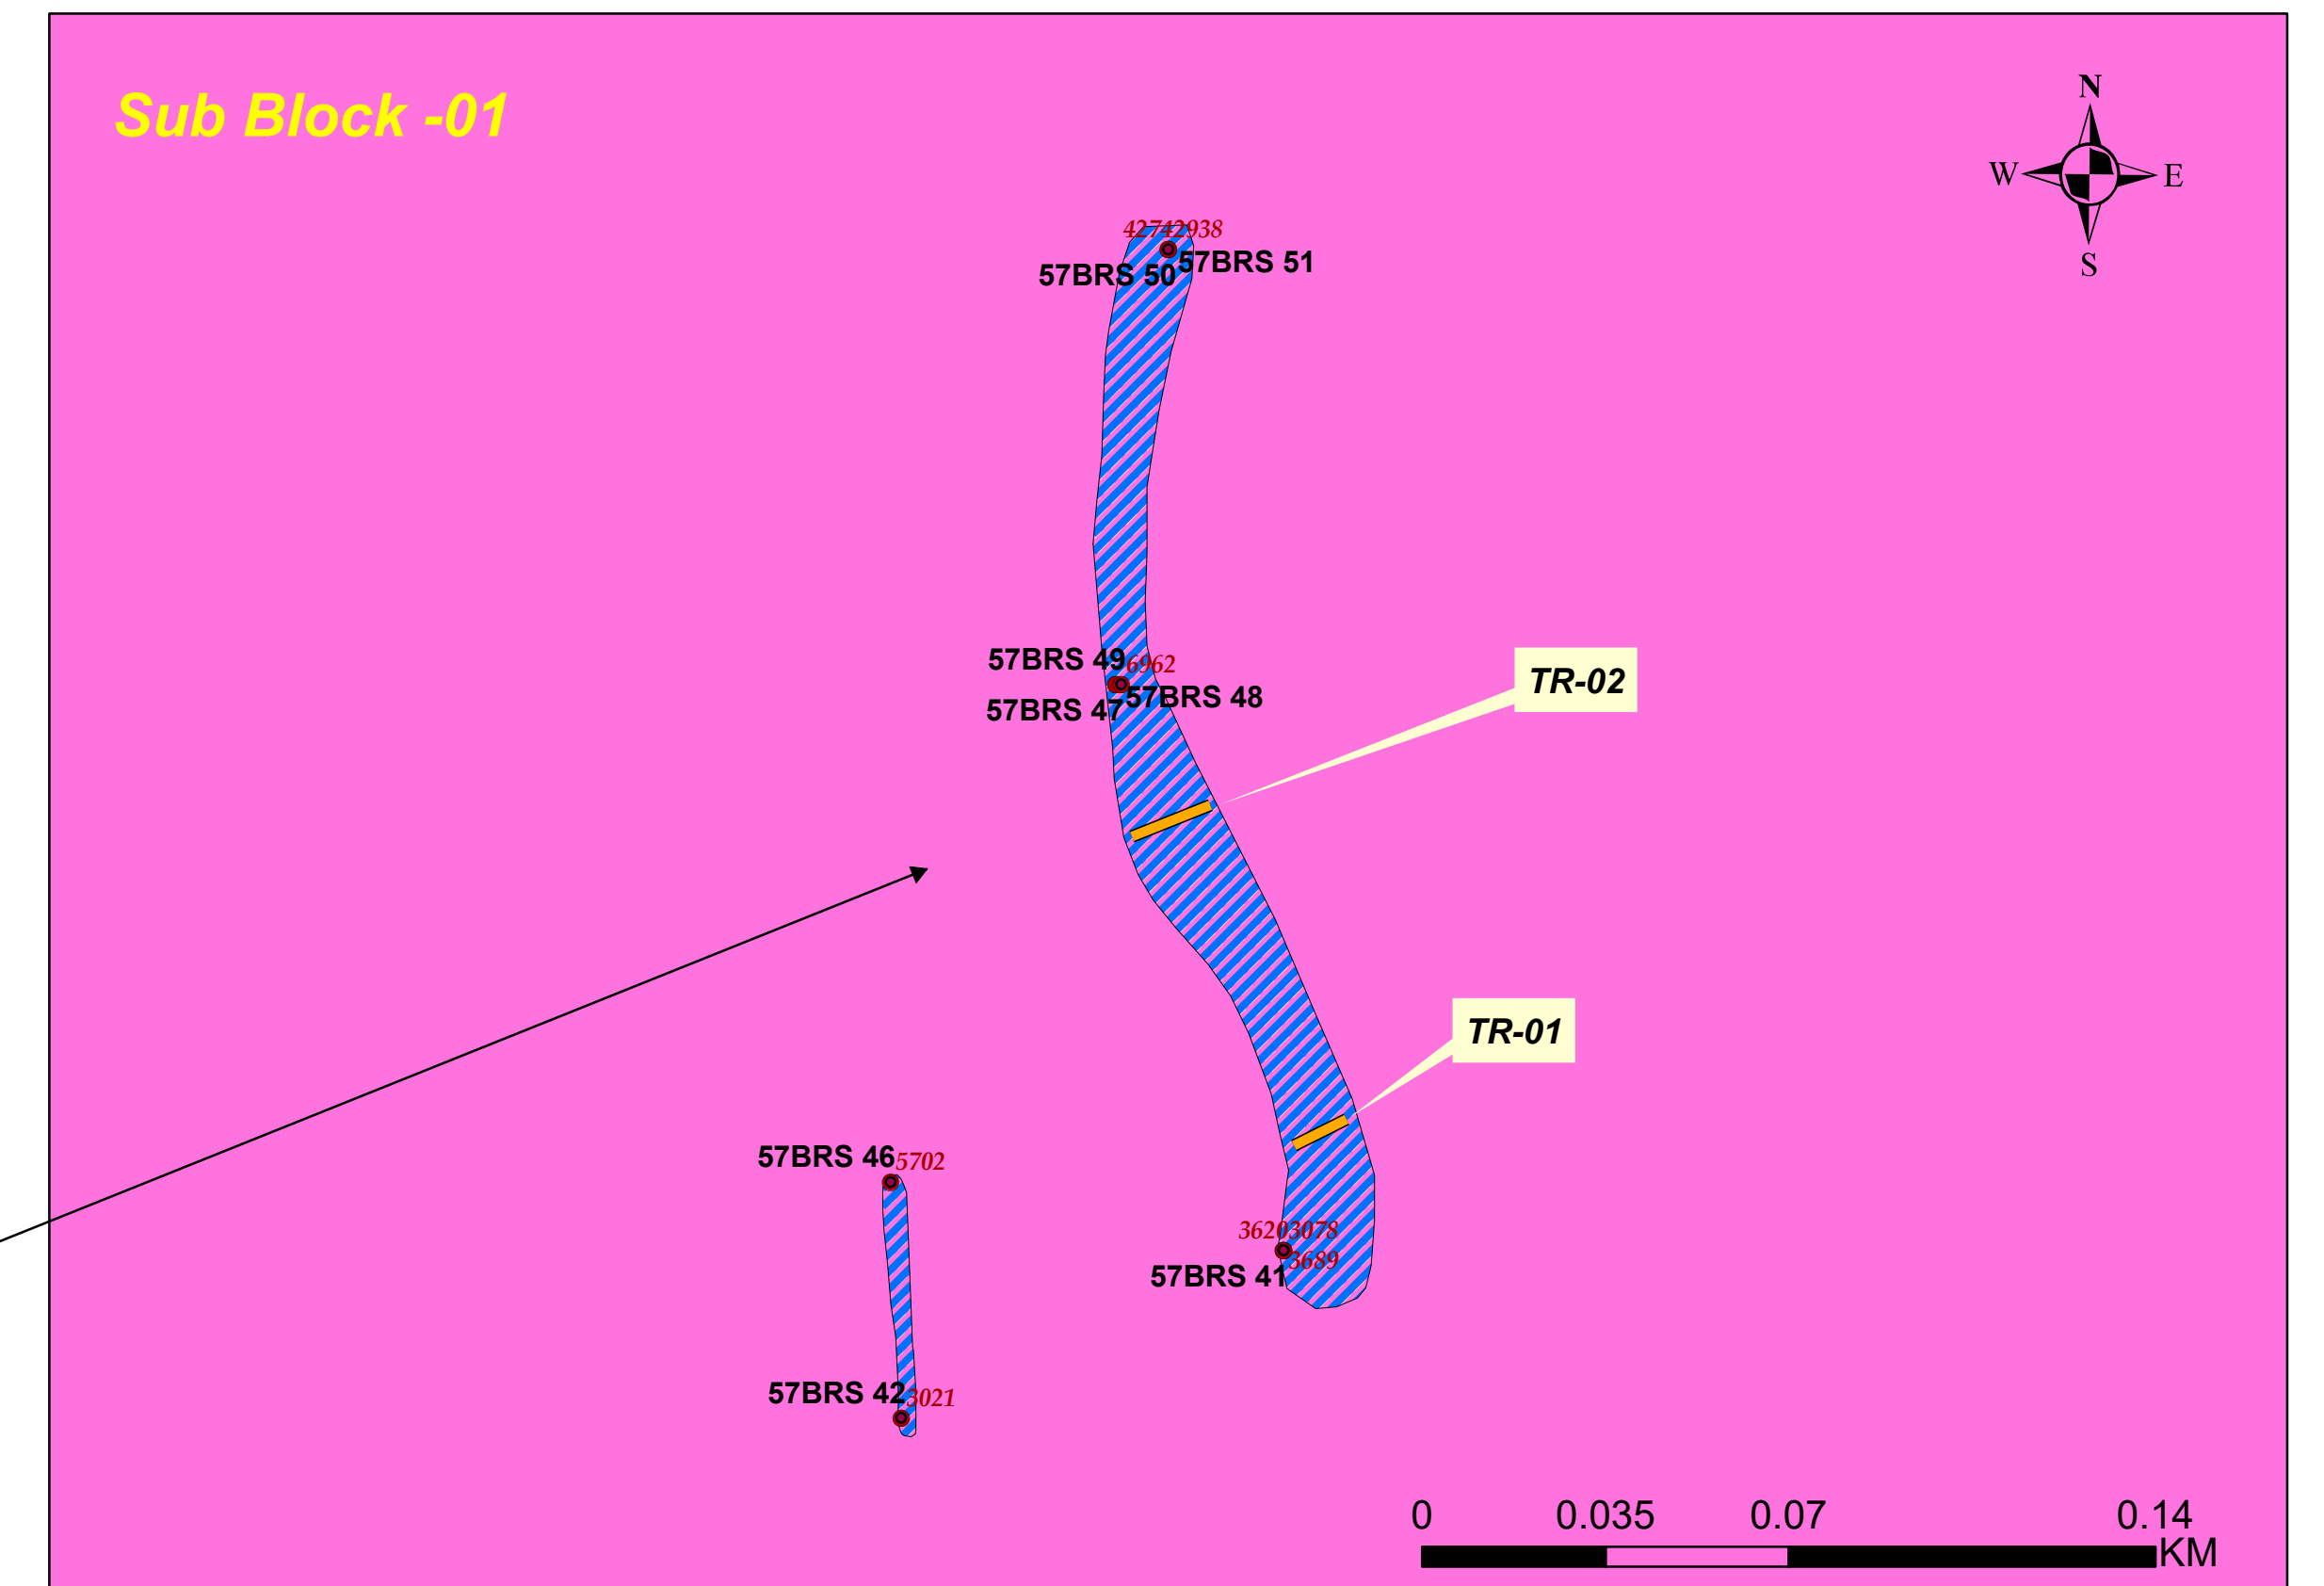 Sub Block -01
N
W E
S
42742938
57BRS 50 57BRS 51
57BRS 49 6962
57BRS 47 57BRS 48
TR-02
TR-01
57BRS 46 5702
36203078
3689
57BRS 41
57BRS 42 3021
0 0.035 0.07 0.14
KM